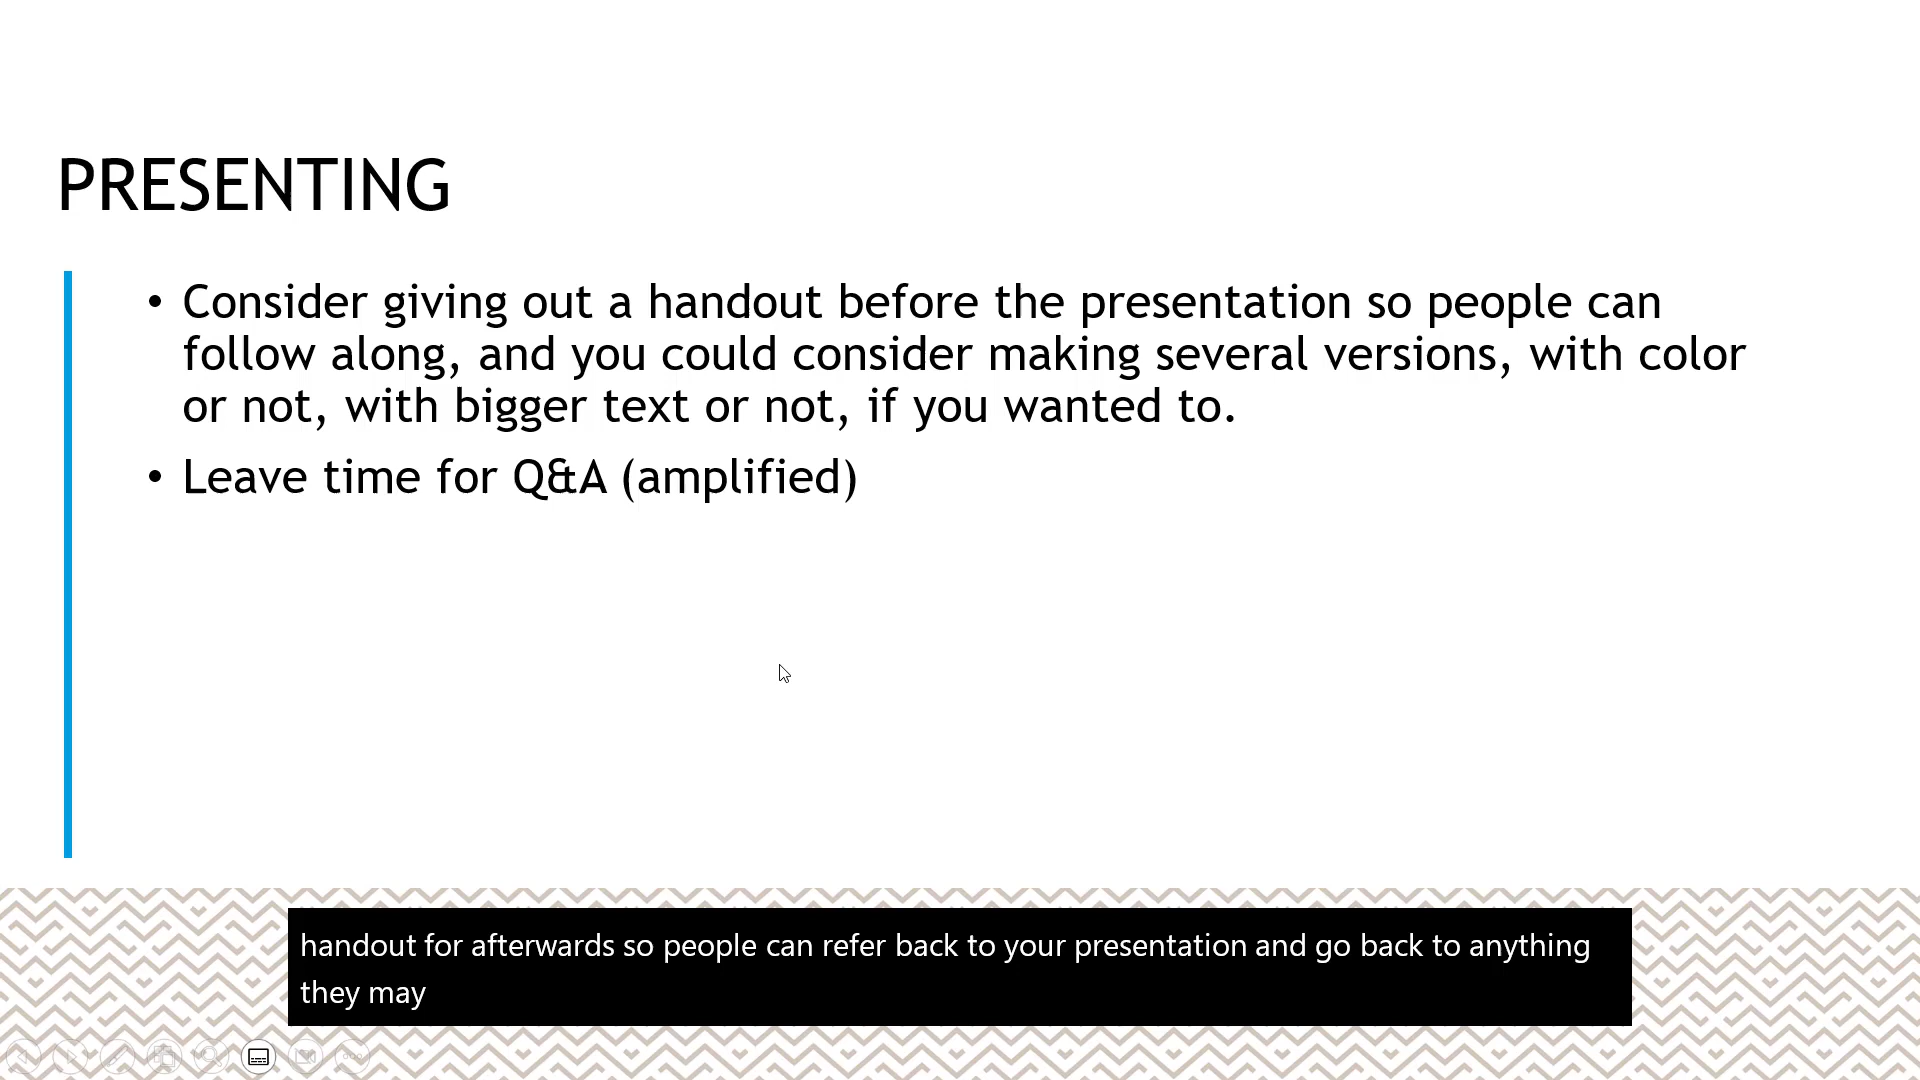 PRESENTING
• Consider giving out a handout before the presentation so people can
follow along, and you could consider making several versions, with color
or not, with bigger text or not, if you wanted to.
• Leave time for Q&A (amplified)
handout for afterwards so people can refer back to your presentation and go back to anything
they may